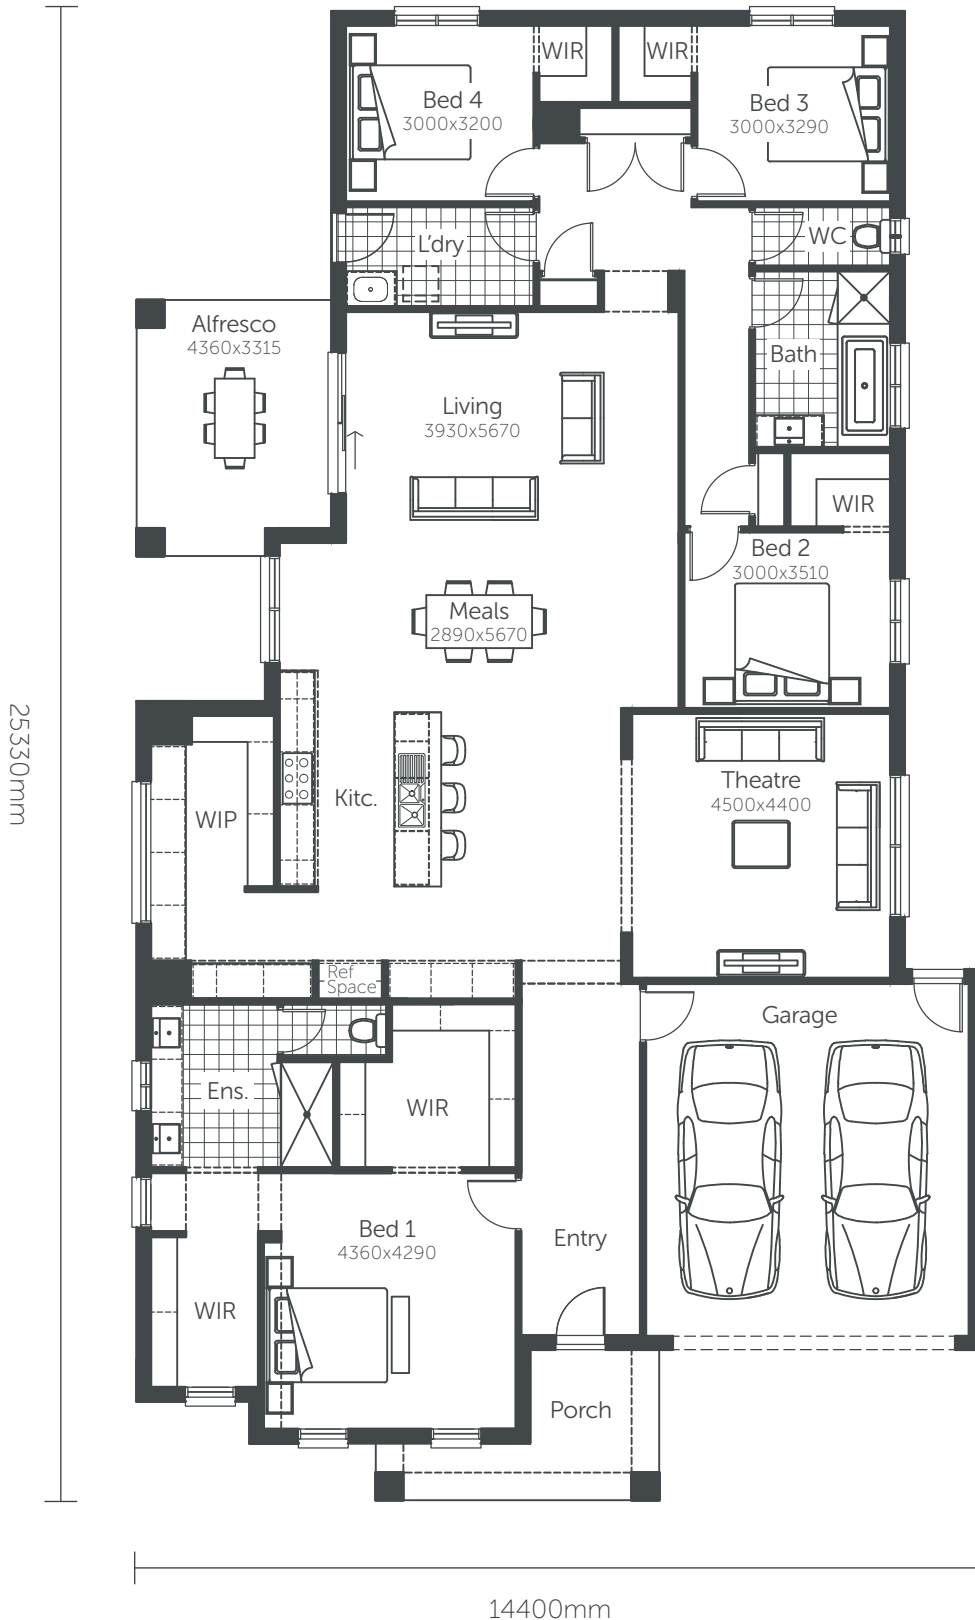 WIR
WIR
Bed 4
3000x3200
Bed 3
3000x3290
L'dry
WC
Alfresco
4360x3315
Bath
Living
3930x5670
WIR
Bed 2
3000x3510
Meals
2890x5670
25330mm
Theatre
4500x4400
Kitc.
WIP
Ref
Space
Garage
Ens.
WIR
Bed 1
4360x4290
Entry
WIR
Porch
14400mm